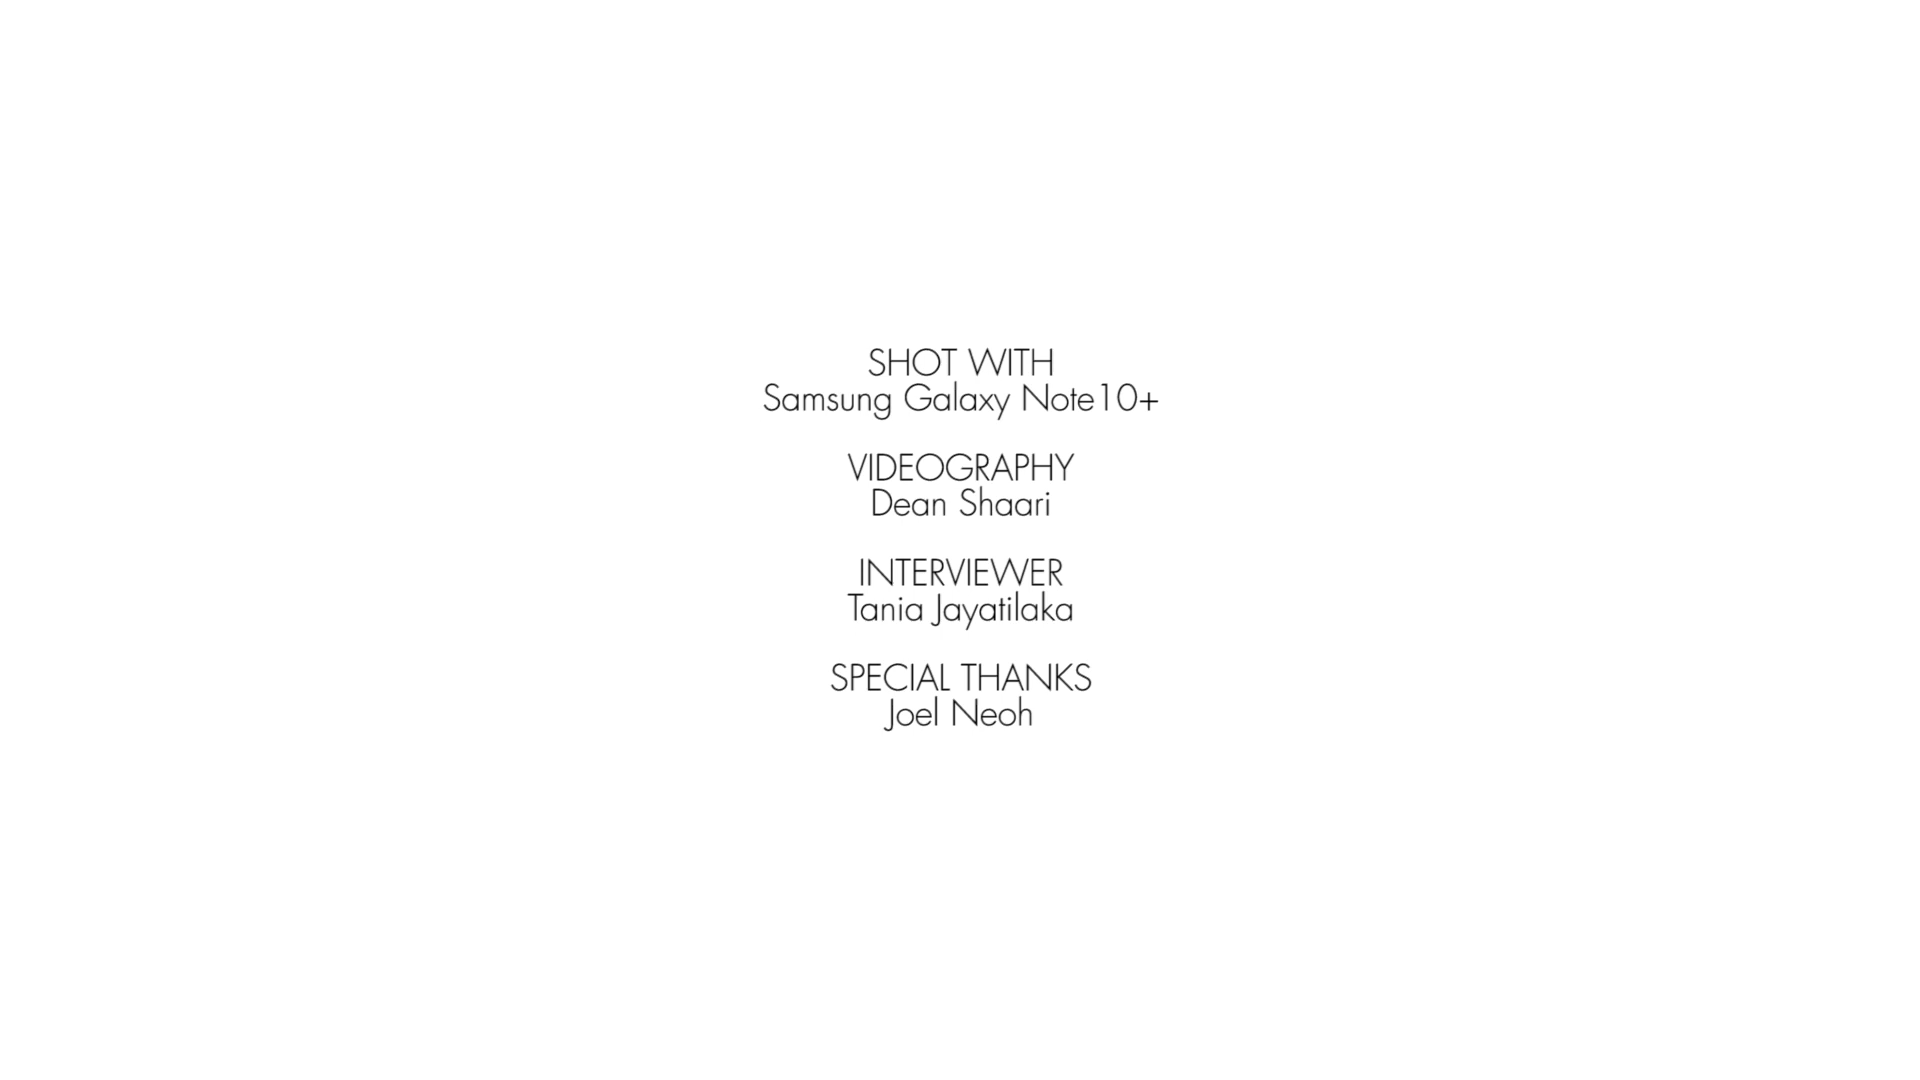 SHOT WITH
Samsung Galaxy Note10+
VIDEOGRAPHY
Dean Shaari
INTERVIEWER
Tania Jayatilaka
SPECIAL THANKS
Joel Neoh